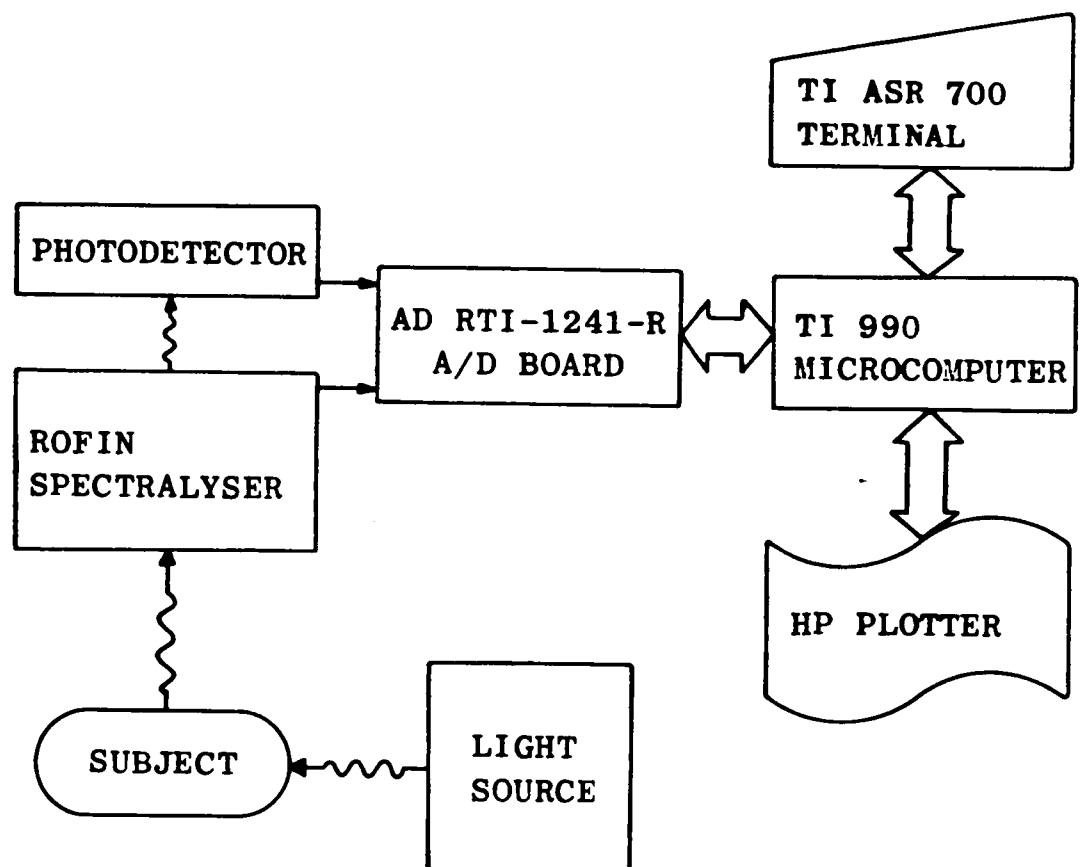 TI ASR 700
TERMINAL
PHOTODETECTOR
AD RTI-1241-R
A/D BOARD
TI 990
MICROCOMPUTER
ROFIN
SPECTRALYSER
HP PLOTTER
SUBJECT
LIGHT
SOURCE